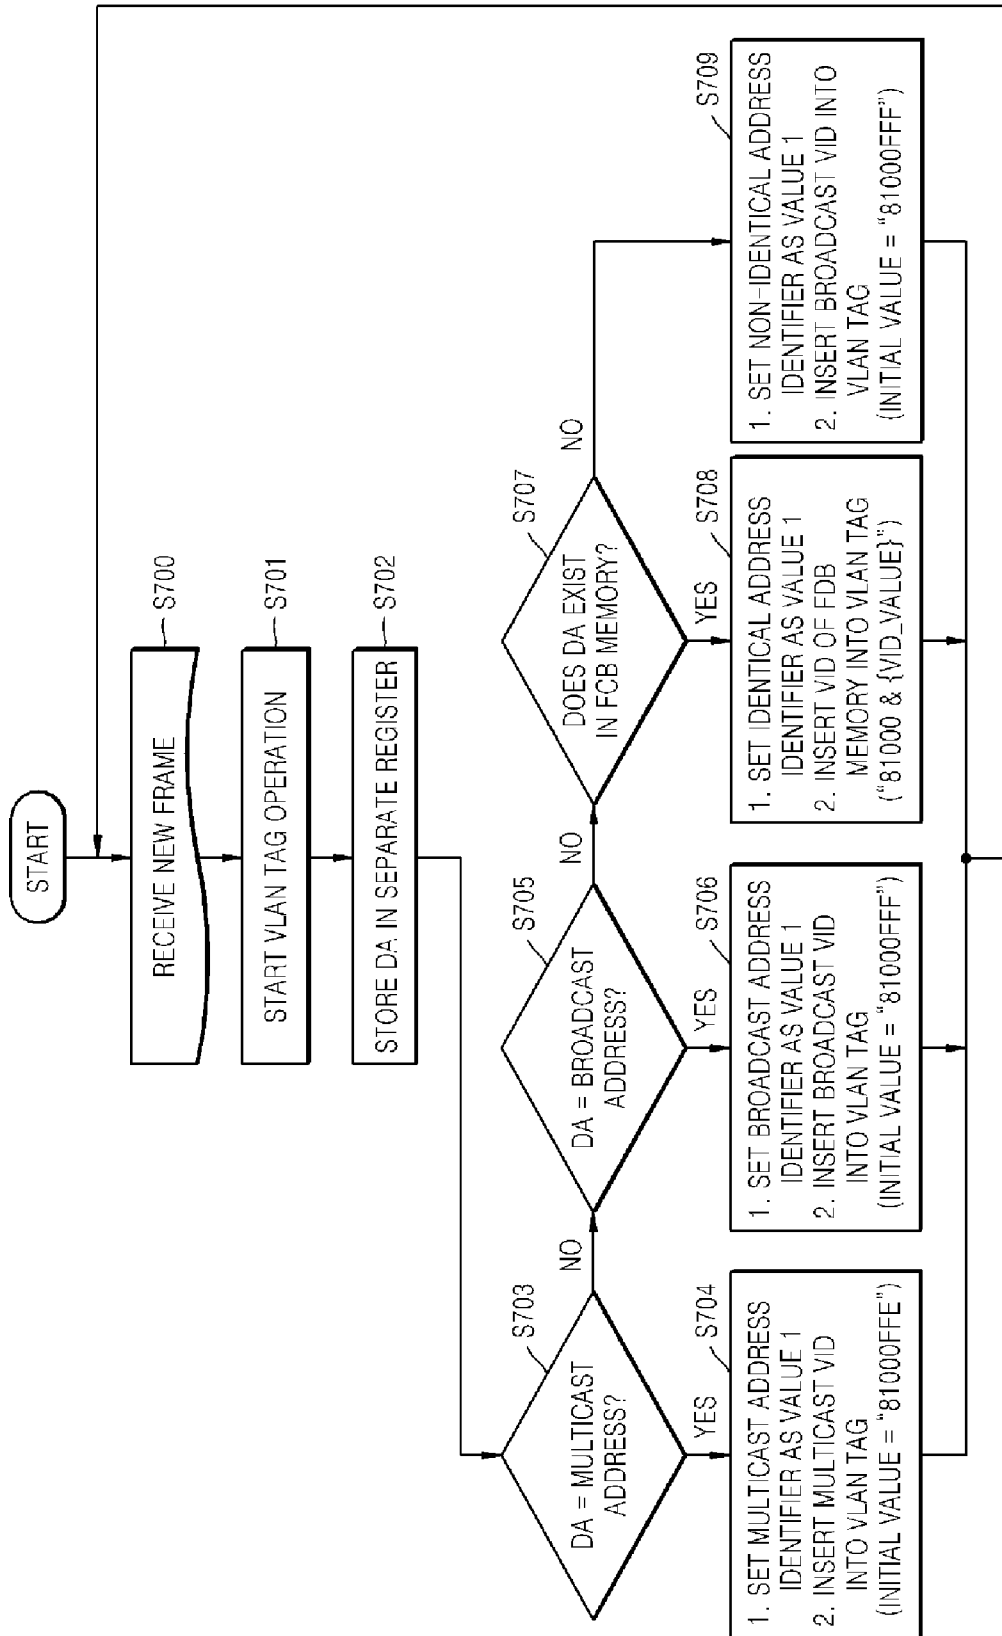 START
RECEIVE NEW FRAME
S700
START VLAN TAG OPERATION
S701
STORE DA IN SEPARATE REGISTER
S702
DA = MULTICAST
ADDRESS?
S703
NO
YES
DA = BROADCAST
ADDRESS?
S705
NO
YES
DOES DA EXIST
IN FCB MEMORY?
S707
NO
YES
S704
1. SET MULTICAST ADDRESS
IDENTIFIER AS VALUE 1
2. INSERT MULTICAST VID
INTO VLAN TAG
(INITIAL VALUE = “81000FFE”)
S706
1. SET BROADCAST ADDRESS
IDENTIFIER AS VALUE 1
2. INSERT BROADCAST VID
INTO VLAN TAG
(INITIAL VALUE = “81000FFF”)
S708
1. SET IDENTICAL ADDRESS
IDENTIFIER AS VALUE 1
2. INSERT VID OF FDB
MEMORY INTO VLAN TAG
(“81000 & {VID_VALUE}”)
S709
1. SET NON-IDENTICAL ADDRESS
IDENTIFIER AS VALUE 1
2. INSERT BROADCAST VID INTO
VLAN TAG
(INITIAL VALUE = “81000FFF”)